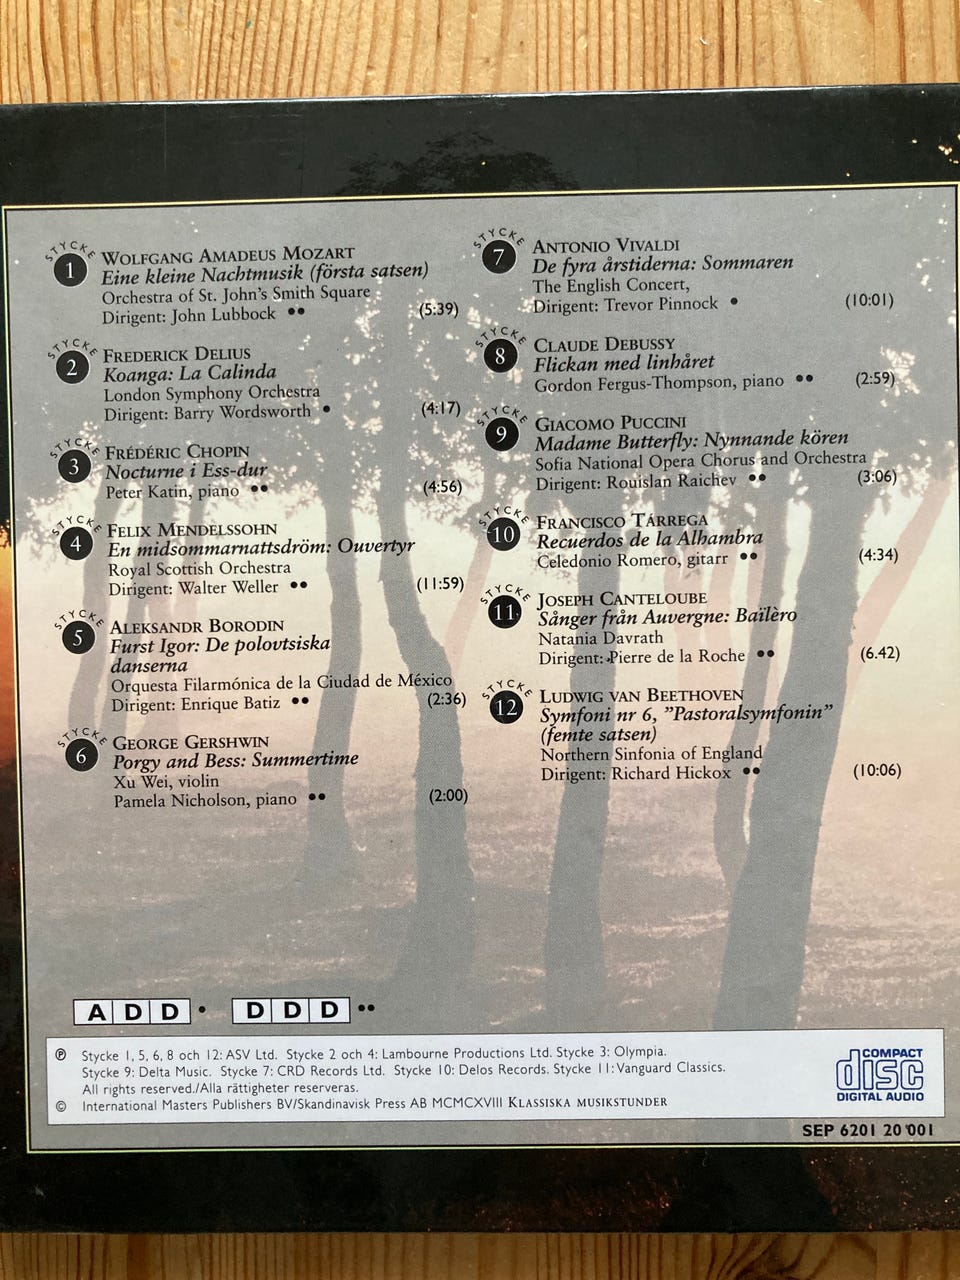 STYCKE
1
WOLFGANG AMADEUS MOZART
Eine kleine Nachtmusik (första satsen)
Orchestra of St. John's Smith Square
Dirigent: John Lubbock •• (5:39)
STYCKE
2
FREDERICK DELIUS
Koanga: La Calinda
London Symphony Orchestra
Dirigent: Barry Wordsworth • (4:17)
STYCKE
3
FRÉDÉRIC CHOPIN
Nocturne i Ess-dur
Peter Katin, piano •• (4:56)
STYCKE
4
FELIX MENDELSSOHN
En midsommarnattsdröm: Ouvertyr
Royal Scottish Orchestra
Dirigent: Walter Weller •• (11:59)
STYCKE
5
ALEKSANDR BORODIN
Furst Igor: De polovtsiska
danserna
Orquesta Filarmónica de la Ciudad de México
Dirigent: Enrique Batiz •• (2:36)
STYCKE
6
GEORGE GERSHWIN
Porgy and Bess: Summertime
Xu Wei, violin
Pamela Nicholson, piano •• (2:00)
STYCKE
7
ANTONIO VIVALDI
De fyra årstiderna: Sommaren
The English Concert,
Dirigent: Trevor Pinnock • (10:01)
STYCKE
8
CLAUDE DEBUSSY
Flickan med linhåret
Gordon Fergus-Thompson, piano •• (2:59)
STYCKE
9
GIACOMO PUCCINI
Madame Butterfly: Nynnande kören
Sofia National Opera Chorus and Orchestra
Dirigent: Rouislan Raichev •• (3:06)
STYCKE
10
FRANCISCO TÁRREGA
Recuerdos de la Alhambra
Celedonio Romero, gitarr •• (4:34)
STYCKE
11
JOSEPH CANTELOUBE
Sånger från Auvergne: Baïlèro
Natania Davrath
Dirigent: Pierre de la Roche •• (6.42)
STYCKE
12
LUDWIG VAN BEETHOVEN
Symfoni nr 6, "Pastoralsymfonin"
(femte satsen)
Northern Sinfonia of England
Dirigent: Richard Hickox •• (10:06)
A D D • D D D ••
℗ Stycke 1, 5, 6, 8 och 12: ASV Ltd. Stycke 2 och 4: Lambourne Productions Ltd. Stycke 3: Olympia.
Stycke 9: Delta Music. Stycke 7: CRD Records Ltd. Stycke 10: Delos Records. Stycke 11: Vanguard Classics.
All rights reserved./Alla rättigheter reserveras.
© International Masters Publishers BV/Skandinavisk Press AB MCMCXVIII KLASSISKA MUSIKSTUNDER
COMPACT
disc
DIGITAL AUDIO
SEP 6201 20 001